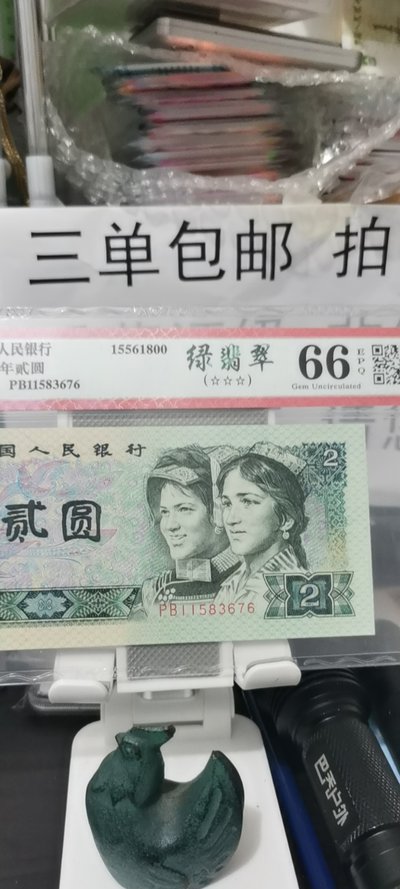 三单包邮 拍
人民银行 15561800 绿翡翠 66 EPQ
年贰圆 (☆☆☆) Gem Uncirculated
PB11583676
国人民银行
2
贰圆
PB11583676
2